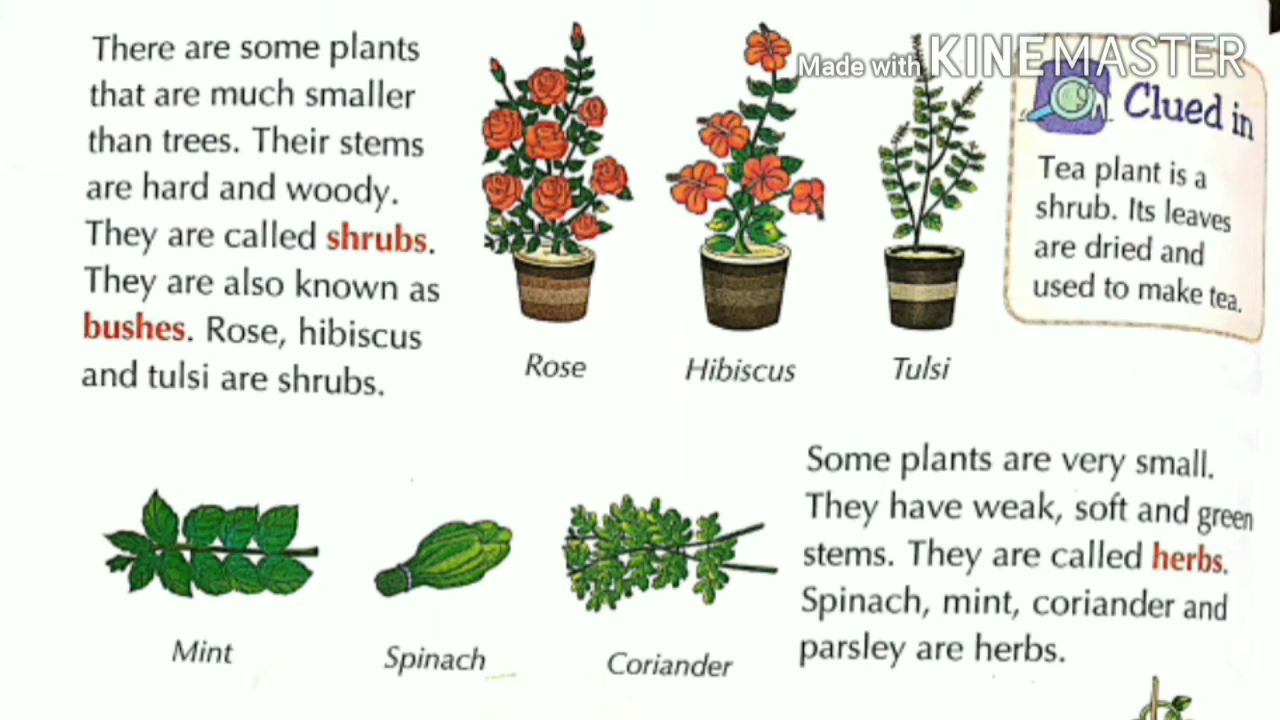 There are some plants
that are much smaller
than trees. Their stems
are hard and woody.
They are called shrubs.
They are also known as
bushes. Rose, hibiscus
and tulsi are shrubs.
Rose
Hibiscus
Tulsi
Made with KINEMASTER
Clued in
Tea plant is a
shrub. Its leaves
are dried and
used to make tea.
Mint
Spinach
Coriander
Some plants are very small.
They have weak, soft and green
stems. They are called herbs.
Spinach, mint, coriander and
parsley are herbs.